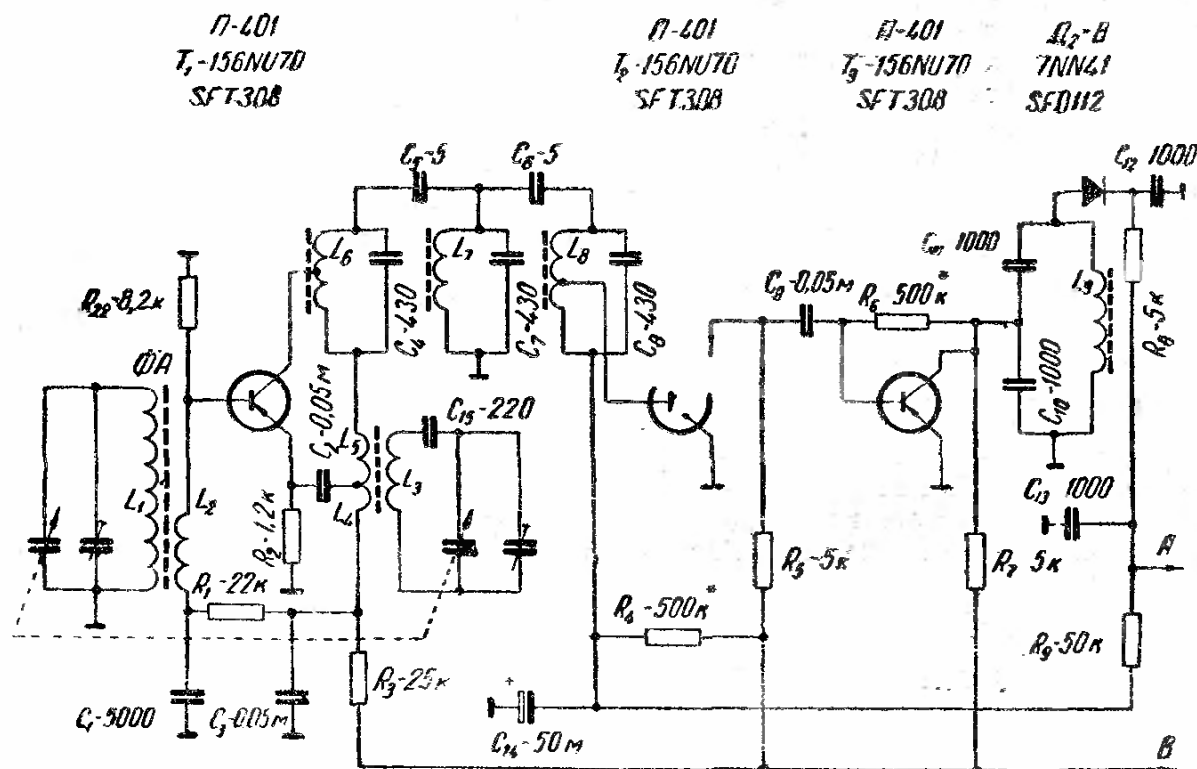 П-401
T₁-156NU70
SFT308
П-401
T₂-156NU70
SFT308
П-401
T₃-156NU70
SFT308
Д₂-В
7NN41
SFD112
C₅-5
C₆-5
C₁₂ 1000
R₂₂-8,2к
L₆
C₄-430
L₇
C₇-430
L₈
C₈-430
C₉-0,05м
R₆ 500к*
1000
L₉
R₈-5к
ФА
L₁
L₂
C₂-0,05м
L₅
L₄
L₃
C₁₅-220
C₁₀-1000
C₁₃ 1000
R₂-1,2к
R₁-22к
R₅-5к
R₇ 5к
A
R₄-500к*
R₃-25к
R₉-50к
C₁-5000
C₃-0,05м
+
C₁₄-50м
B